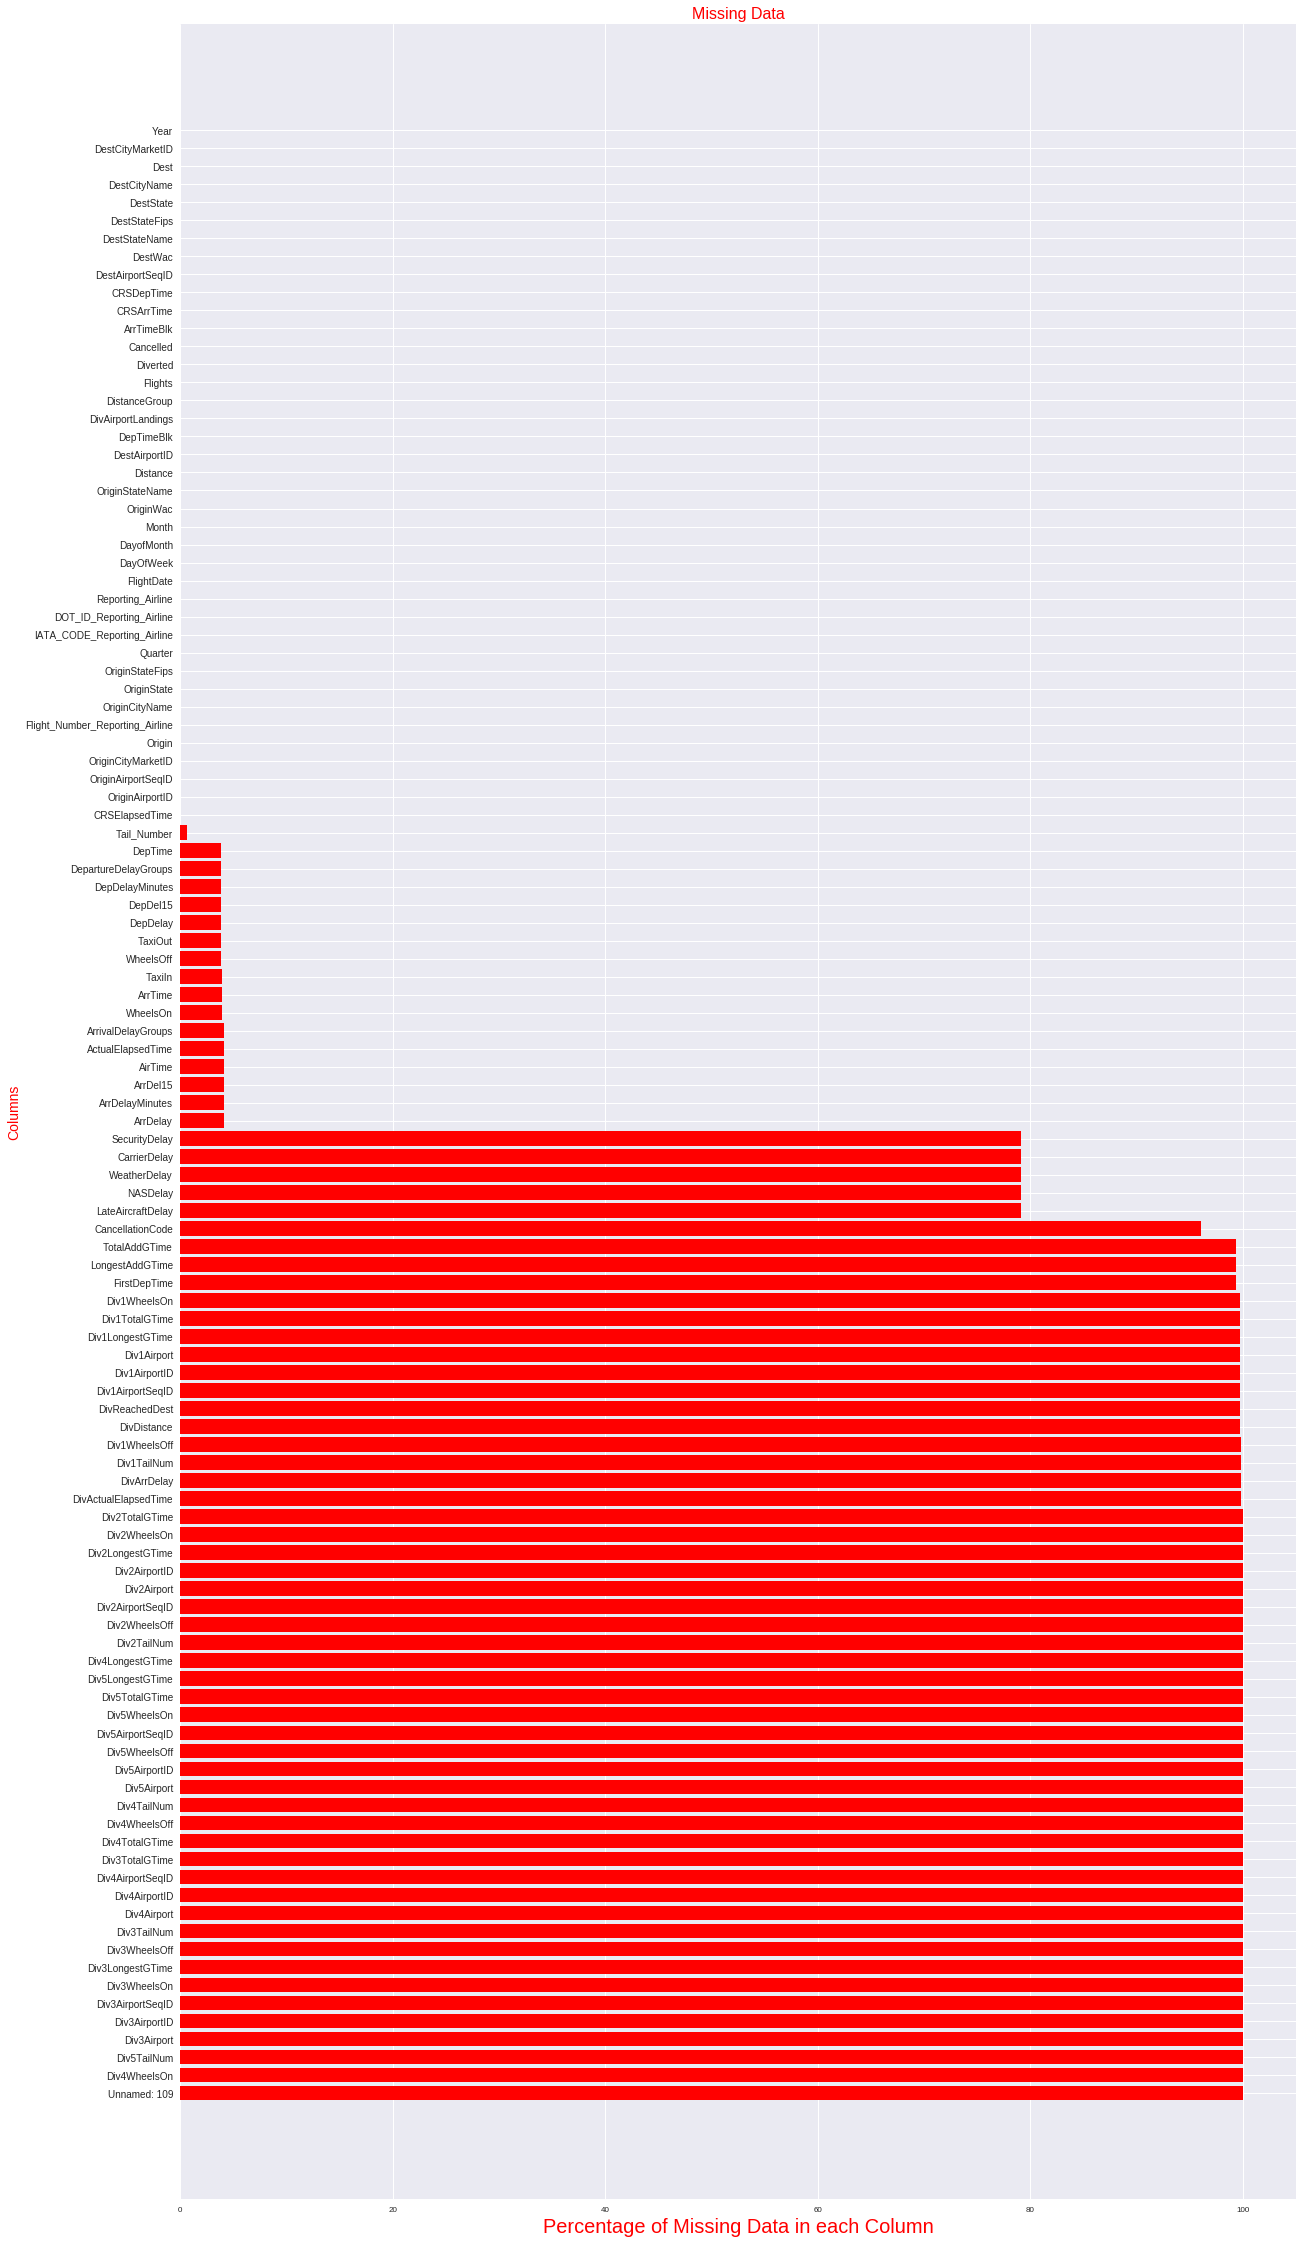 Missing Data
Year
DestCityMarketID
Dest
DestCityName
DestState
DestStateFips
DestStateName
DestWac
DestAirportSeqID
CRSDepTime
CRSArrTime
ArrTimeBlk
Cancelled
Diverted
Flights
DistanceGroup
DivAirportLandings
DepTimeBlk
DestAirportID
Distance
OriginStateName
OriginWac
Month
DayofMonth
DayOfWeek
FlightDate
Reporting_Airline
DOT_ID_Reporting_Airline
IATA_CODE_Reporting_Airline
Quarter
OriginStateFips
OriginState
OriginCityName
Flight_Number_Reporting_Airline
Origin
OriginCityMarketID
OriginAirportSeqID
OriginAirportID
CRSElapsedTime
Tail_Number
DepTime
DepartureDelayGroups
DepDelayMinutes
DepDel15
DepDelay
TaxiOut
WheelsOff
TaxiIn
ArrTime
WheelsOn
ArrivalDelayGroups
ActualElapsedTime
AirTime
ArrDel15
ArrDelayMinutes
ArrDelay
SecurityDelay
CarrierDelay
WeatherDelay
NASDelay
LateAircraftDelay
CancellationCode
TotalAddGTime
LongestAddGTime
FirstDepTime
Div1WheelsOn
Div1TotalGTime
Div1LongestGTime
Div1Airport
Div1AirportID
Div1AirportSeqID
DivReachedDest
DivDistance
Div1WheelsOff
Div1TailNum
DivArrDelay
DivActualElapsedTime
Div2TotalGTime
Div2WheelsOn
Div2LongestGTime
Div2AirportID
Div2Airport
Div2AirportSeqID
Div2WheelsOff
Div2TailNum
Div4LongestGTime
Div5LongestGTime
Div5TotalGTime
Div5WheelsOn
Div5AirportSeqID
Div5WheelsOff
Div5AirportID
Div5Airport
Div4TailNum
Div4WheelsOff
Div4TotalGTime
Div3TotalGTime
Div4AirportSeqID
Div4AirportID
Div4Airport
Div3TailNum
Div3WheelsOff
Div3LongestGTime
Div3WheelsOn
Div3AirportSeqID
Div3AirportID
Div3Airport
Div5TailNum
Div4WheelsOn
Unnamed: 109
Columns
0 20 40 60 80 100
Percentage of Missing Data in each Column